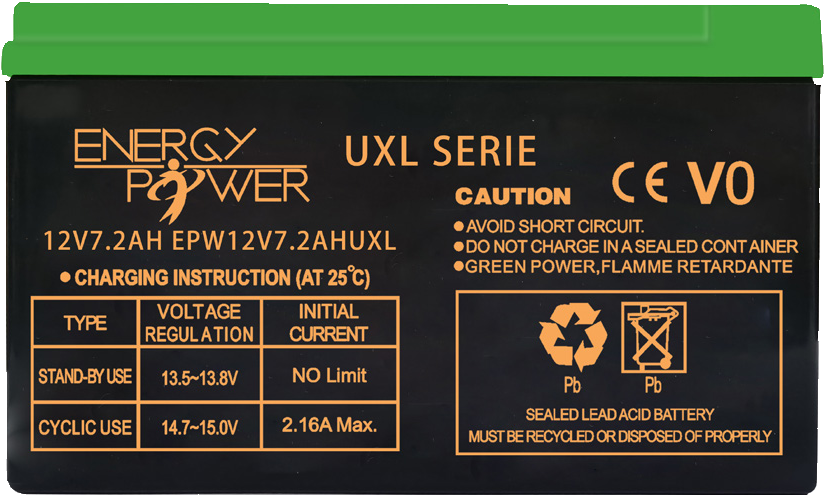 ENERGY
POWER
UXL SERIE
12V7.2AH EPW12V7.2AHUXL
● CHARGING INSTRUCTION (AT 25°C)
TYPE VOLTAGE REGULATION INITIAL CURRENT
STAND-BY USE 13.5~13.8V NO Limit
CYCLIC USE 14.7~15.0V 2.16A Max.
CAUTION CE V0
● AVOID SHORT CIRCUIT.
● DO NOT CHARGE IN A SEALED CONTAINER
● GREEN POWER,FLAMME RETARDANTE
Pb Pb
SEALED LEAD ACID BATTERY
MUST BE RECYCLED OR DISPOSED OF PROPERLY